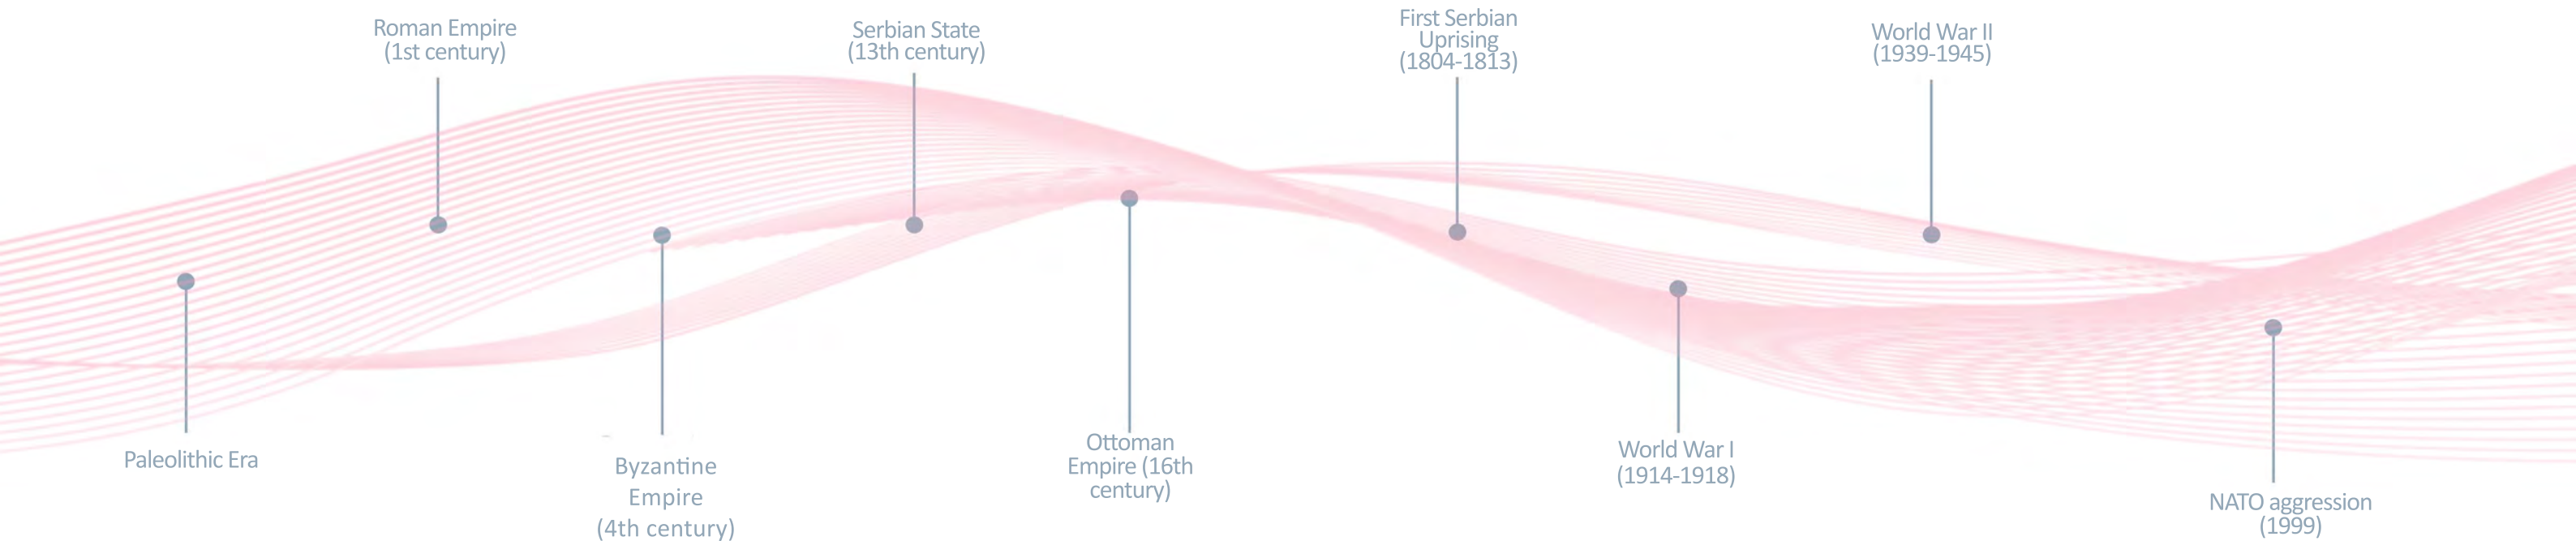 Roman Empire
(1st century)
Serbian State
(13th century)
First Serbian
Uprising
(1804-1813)
World War II
(1939-1945)
Paleolithic Era
Byzantine
Empire
(4th century)
Ottoman
Empire (16th
century)
World War I
(1914-1918)
NATO aggression
(1999)